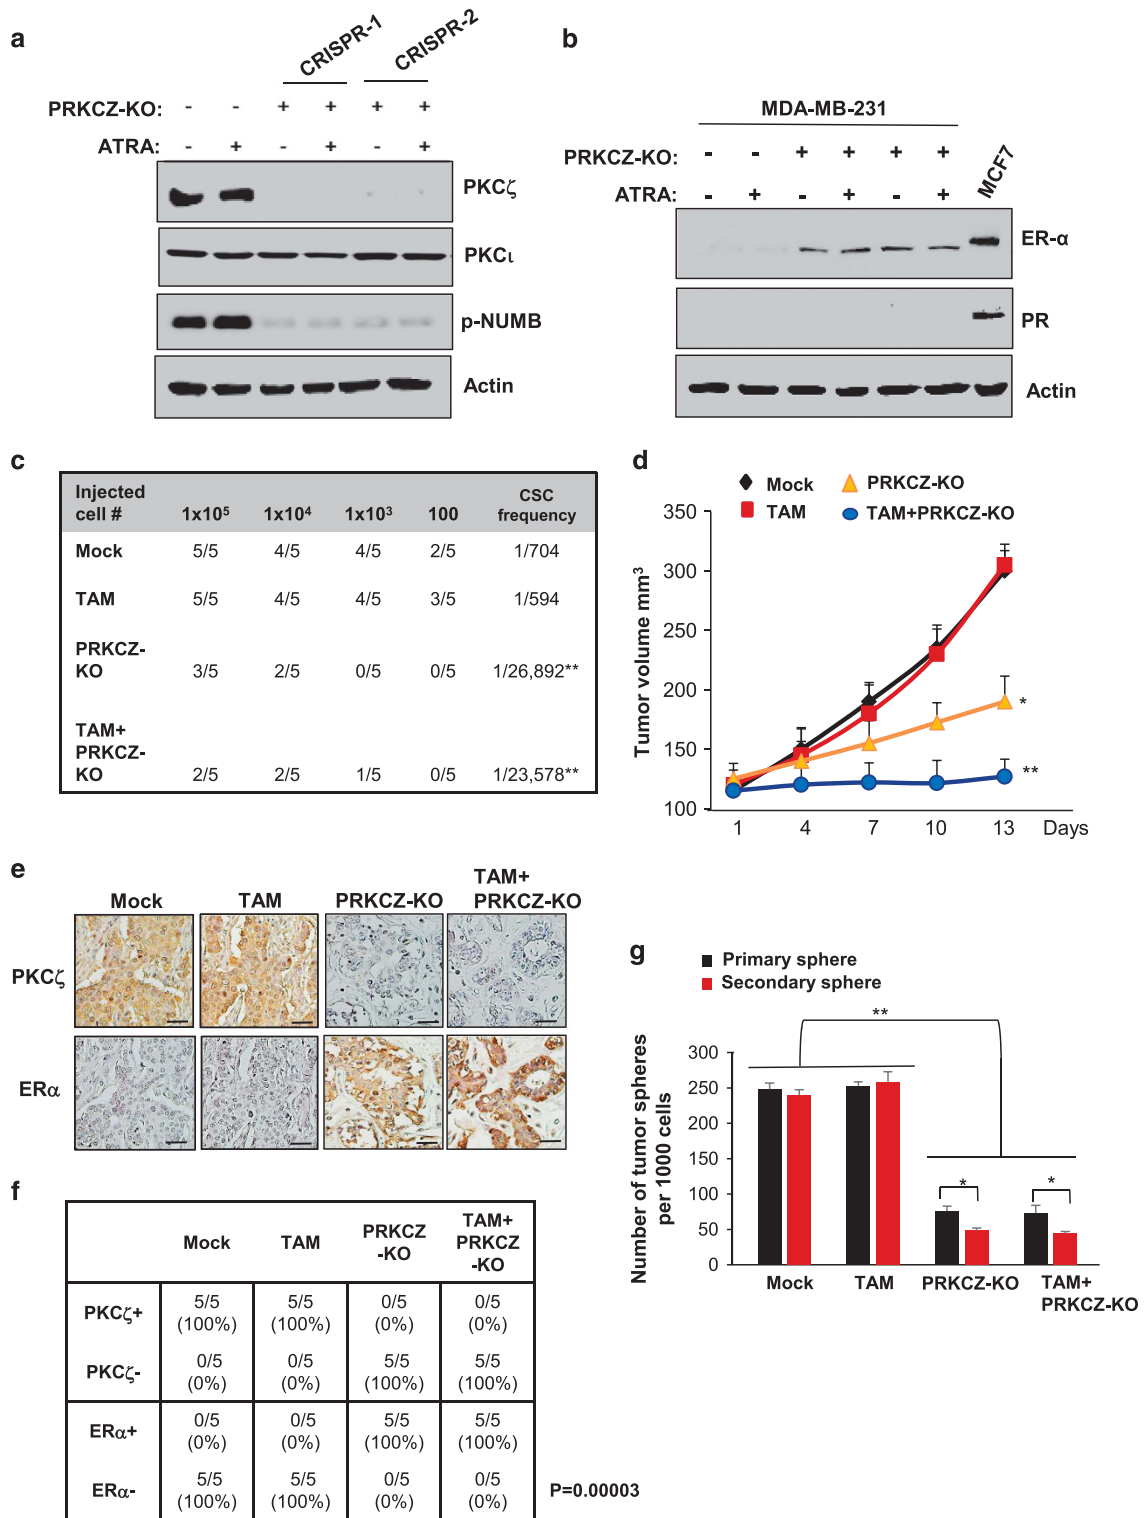 a
CRISPR-1
CRISPR-2
PRKCZ-KO: - - + + + +
ATRA: - + - + - +
PKCζ
PKCι
p-NUMB
Actin
b
MDA-MB-231
PRKCZ-KO: - - + + + +
MCF7
ATRA: - + - + - +
ER-α
PR
Actin
c
Injected cell # 1x10⁵ 1x10⁴ 1x10³ 100 CSC frequency
Mock 5/5 4/5 4/5 2/5 1/704
TAM 5/5 4/5 4/5 3/5 1/594
PRKCZ-
KO 3/5 2/5 0/5 0/5 1/26,892**
TAM+
PRKCZ-
KO 2/5 2/5 1/5 0/5 1/23,578**
d
Mock PRKCZ-KO
TAM TAM+PRKCZ-KO
Tumor volume mm³
350
300
250
200
150
100
*
**
1 4 7 10 13 Days
e
Mock TAM PRKCZ-KO TAM+ PRKCZ-KO
PKCζ
ERα
f
Mock TAM PRKCZ -KO TAM+ PRKCZ -KO
PKCζ+ 5/5 (100%) 5/5 (100%) 0/5 (0%) 0/5 (0%)
PKCζ- 0/5 (0%) 0/5 (0%) 5/5 (100%) 5/5 (100%)
ERα+ 0/5 (0%) 0/5 (0%) 5/5 (100%) 5/5 (100%)
ERα- 5/5 (100%) 5/5 (100%) 0/5 (0%) 0/5 (0%)
P=0.00003
g
Primary sphere
Secondary sphere
**
Number of tumor spheres
per 1000 cells
300
250
200
150
100
50
0
* *
Mock TAM PRKCZ-KO TAM+
PRKCZ-KO